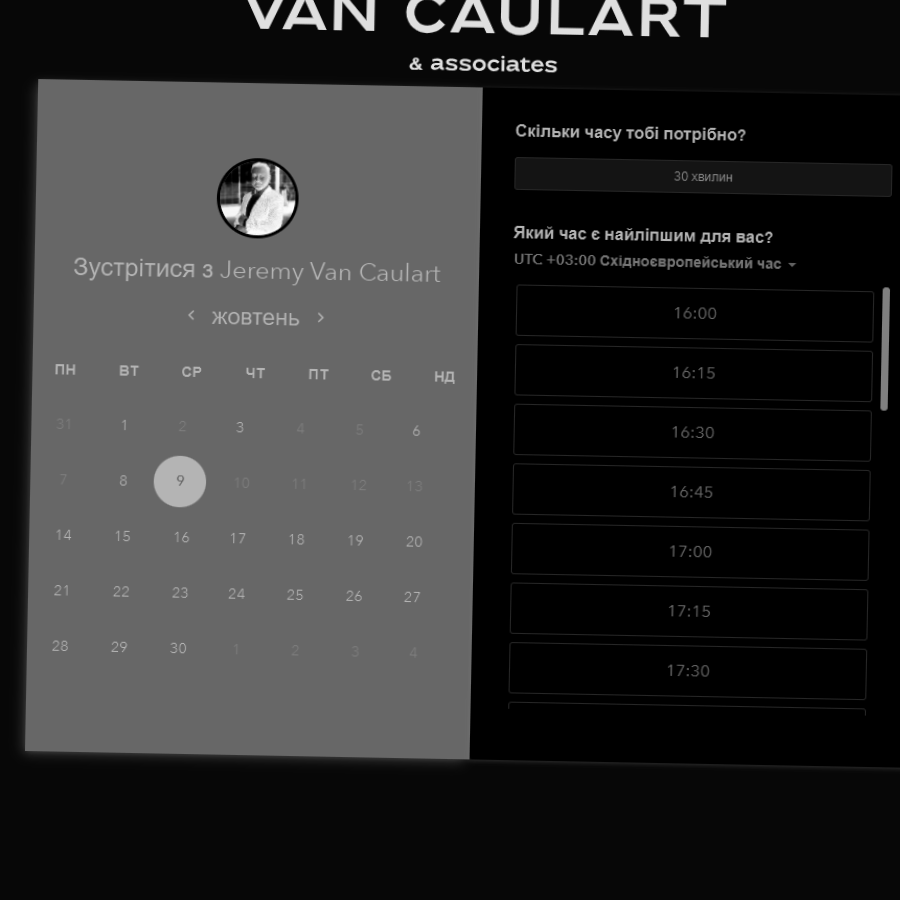 VAN CAULART
& associates
Зустрітися з Jeremy Van Caulart
жовтень
ПН ВТ СР ЧТ ПТ СБ НД
31 1 2 3 4 5 6
7 8 9 10 11 12 13
14 15 16 17 18 19 20
21 22 23 24 25 26 27
28 29 30 1 2 3 4
Скільки часу тобі потрібно?
30 хвилин
Який час є найліпшим для вас?
UTC +03:00 Східноєвропейський час
16:00
16:15
16:30
16:45
17:00
17:15
17:30